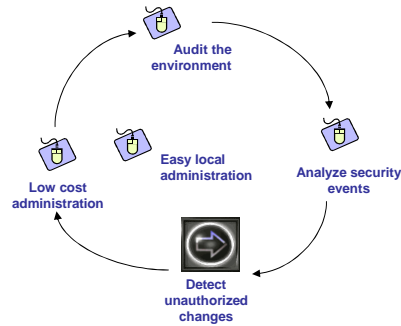 Audit the
environment
Easy local
administration
Analyze security
events
Low cost
administration
Detect
unauthorized
changes